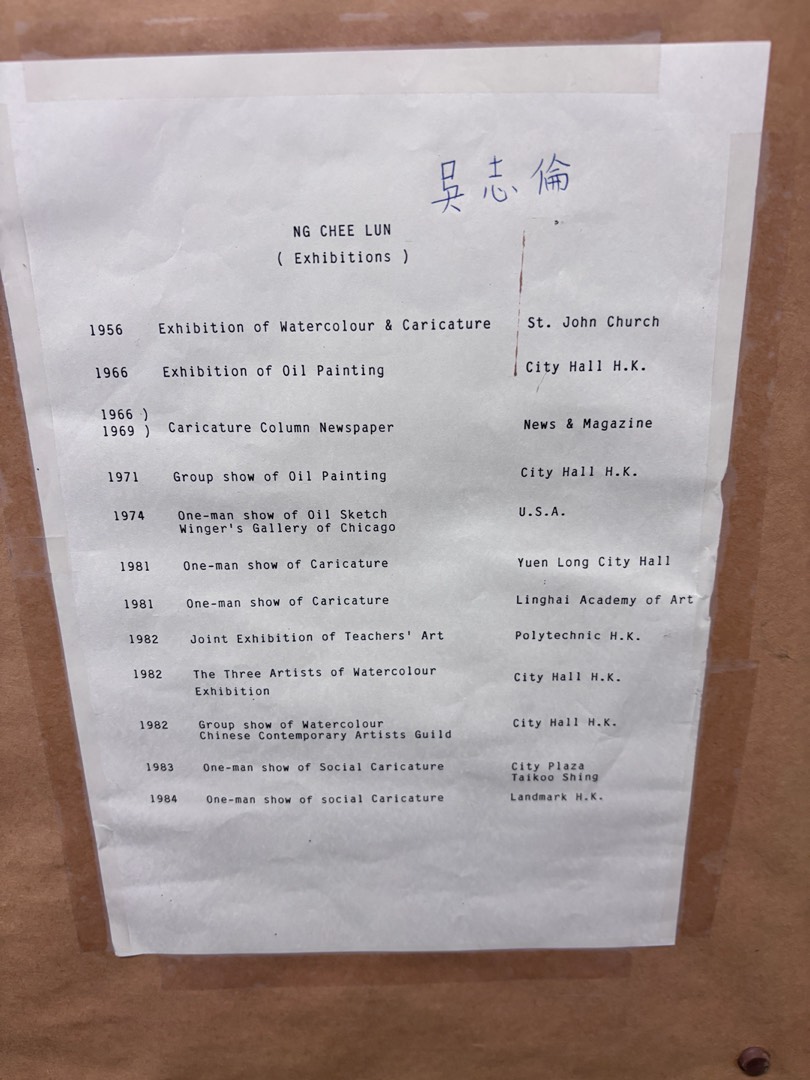 吳志倫
NG CHEE LUN
( Exhibitions )
1956 Exhibition of Watercolour & Caricature St. John Church
1966 Exhibition of Oil Painting City Hall H.K.
1966 )
1969 ) Caricature Column Newspaper News & Magazine
1971 Group show of Oil Painting City Hall H.K.
1974 One-man show of Oil Sketch U.S.A.
Winger's Gallery of Chicago
1981 One-man show of Caricature Yuen Long City Hall
1981 One-man show of Caricature Linghai Academy of Art
1982 Joint Exhibition of Teachers' Art Polytechnic H.K.
1982 The Three Artists of Watercolour City Hall H.K.
Exhibition
1982 Group show of Watercolour City Hall H.K.
Chinese Contemporary Artists Guild
1983 One-man show of Social Caricature City Plaza
Taikoo Shing
1984 One-man show of social Caricature Landmark H.K.